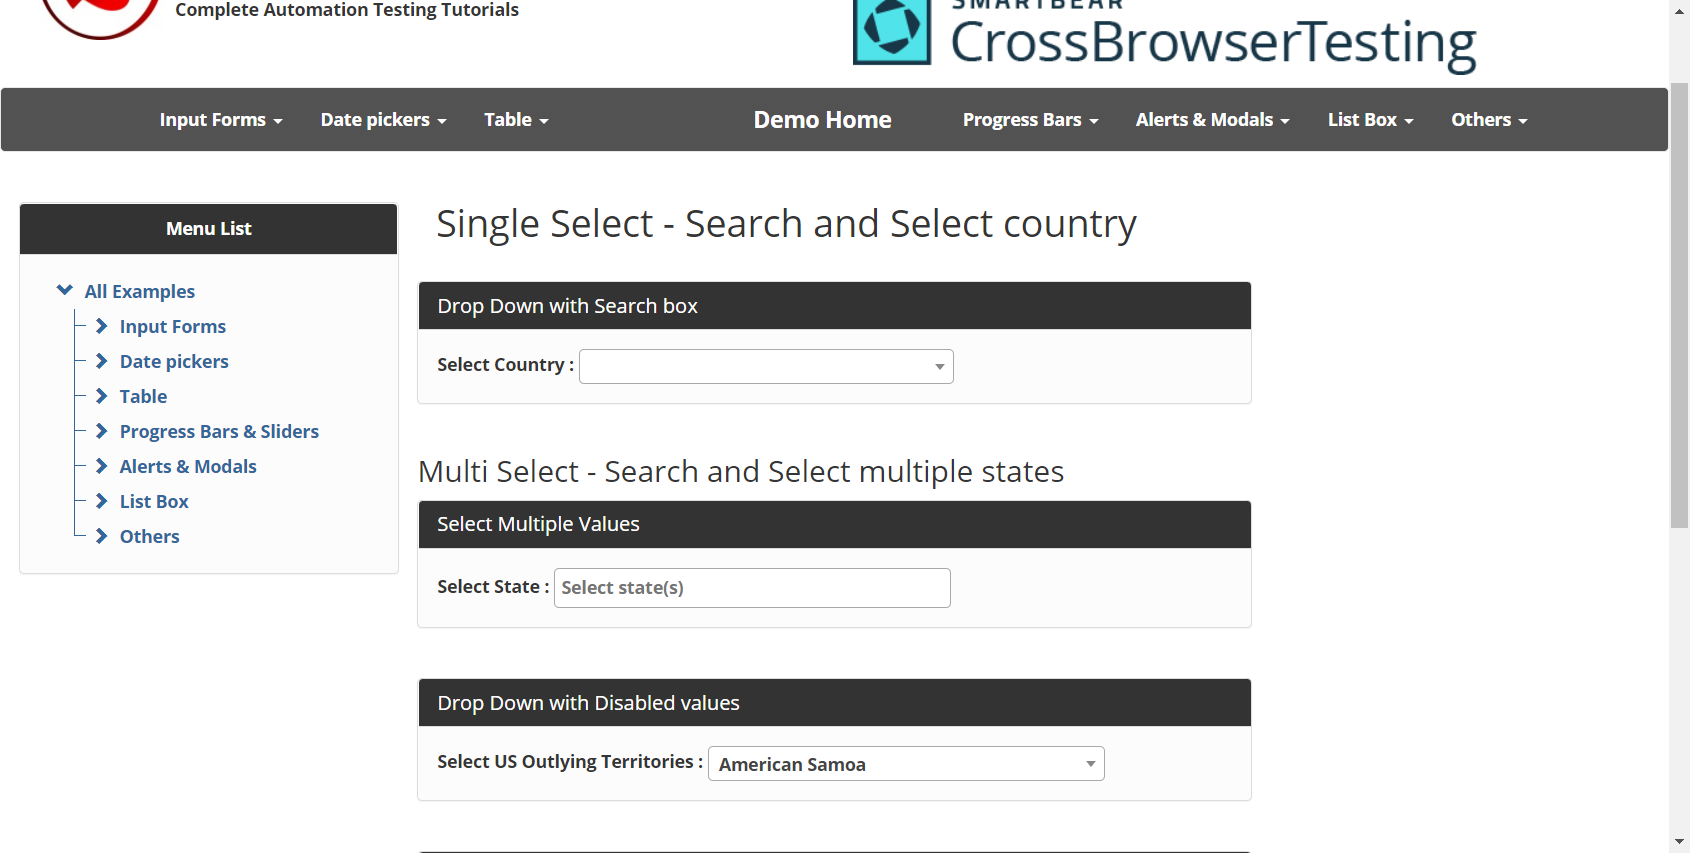 Complete Automation Testing Tutorials
SMARTBEAR
CrossBrowserTesting
Input Forms
Date pickers
Table
Demo Home
Progress Bars
Alerts & Modals
List Box
Others
Menu List
All Examples
Input Forms
Date pickers
Table
Progress Bars & Sliders
Alerts & Modals
List Box
Others
Single Select - Search and Select country
Drop Down with Search box
Select Country :
Multi Select - Search and Select multiple states
Select Multiple Values
Select State : Select state(s)
Drop Down with Disabled values
Select US Outlying Territories : American Samoa